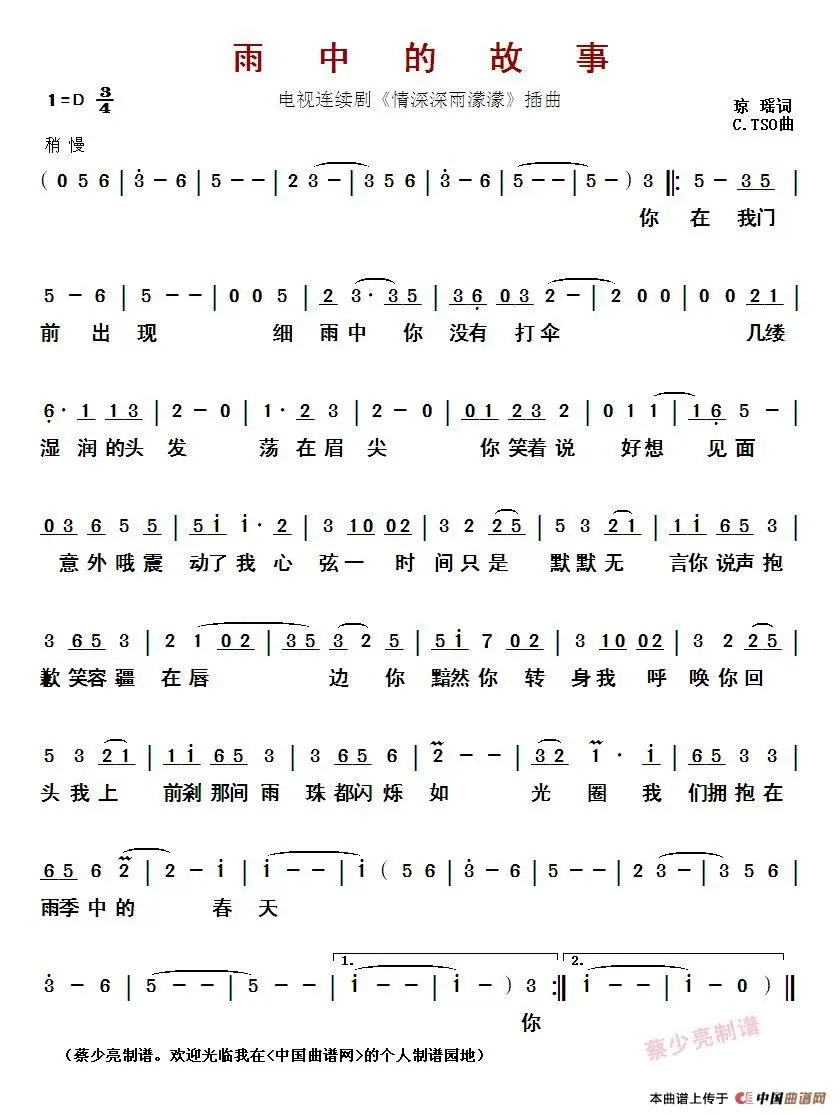 雨中的故事
1=D 3/4
电视连续剧《情深深雨濛濛》插曲
琼瑶词
C.TSO曲
稍慢
(0 5 6 | 3 - 6 | 5 - - | 2 3 - | 3 5 6 | 3 - 6 | 5 - - | 5 - ) 3 ‖: 5 - 3 5 |
你 在 我门
5 - 6 | 5 - - | 0 0 5 | 2 3· 3 5 | 3 6 0 3 2 - | 2 0 0 | 0 0 2 1 |
前 出 现 细 雨 中 你 没有 打 伞 几缕
6· 1 1 3 | 2 - 0 | 1· 2 3 | 2 - 0 | 0 1 2 3 2 | 0 1 1 | 1 6 5 - |
湿 润 的头 发 荡 在 眉 尖 你 笑着 说 好想 见 面
0 3 6 5 5 | 5 i i· 2 | 3 1 0 0 2 | 3 2 2 5 | 5 3 2 1 | 1 i 6 5 3 |
意 外 哦 震 动了 我 心 弦一 时 间 只 是 默 默 无 言你 说声 抱
3 6 5 3 | 2 1 0 2 | 3 5 3 2 5 | 5 i 7 0 2 | 3 1 0 0 2 | 3 2 2 5 |
歉 笑容 疆 在 唇 边 你 黯然 你 转 身 我 呼 唤 你 回
5 3 2 1 | 1 i 6 5 3 | 3 6 5 6 | 2 - - | 3 2 1 · i | 6 5 3 3 |
头 我 上 前刹 那间 雨 珠 都闪 烁 如 光 圈 我 们拥 抱 在
6 5 6 2 | 2 - i | i - - | i ( 5 6 | 3 - 6 | 5 - - | 2 3 - | 3 5 6 |
雨季 中 的 春 天
1. 2.
3 - 6 | 5 - - | 5 - - | i - - | i - ) 3 :‖ i - - | i - 0 ) ‖
你
(蔡少亮制谱。欢迎光临我在<中国曲谱网>的个人制谱园地)
蔡少亮制谱
本曲谱上传于 中国曲谱网